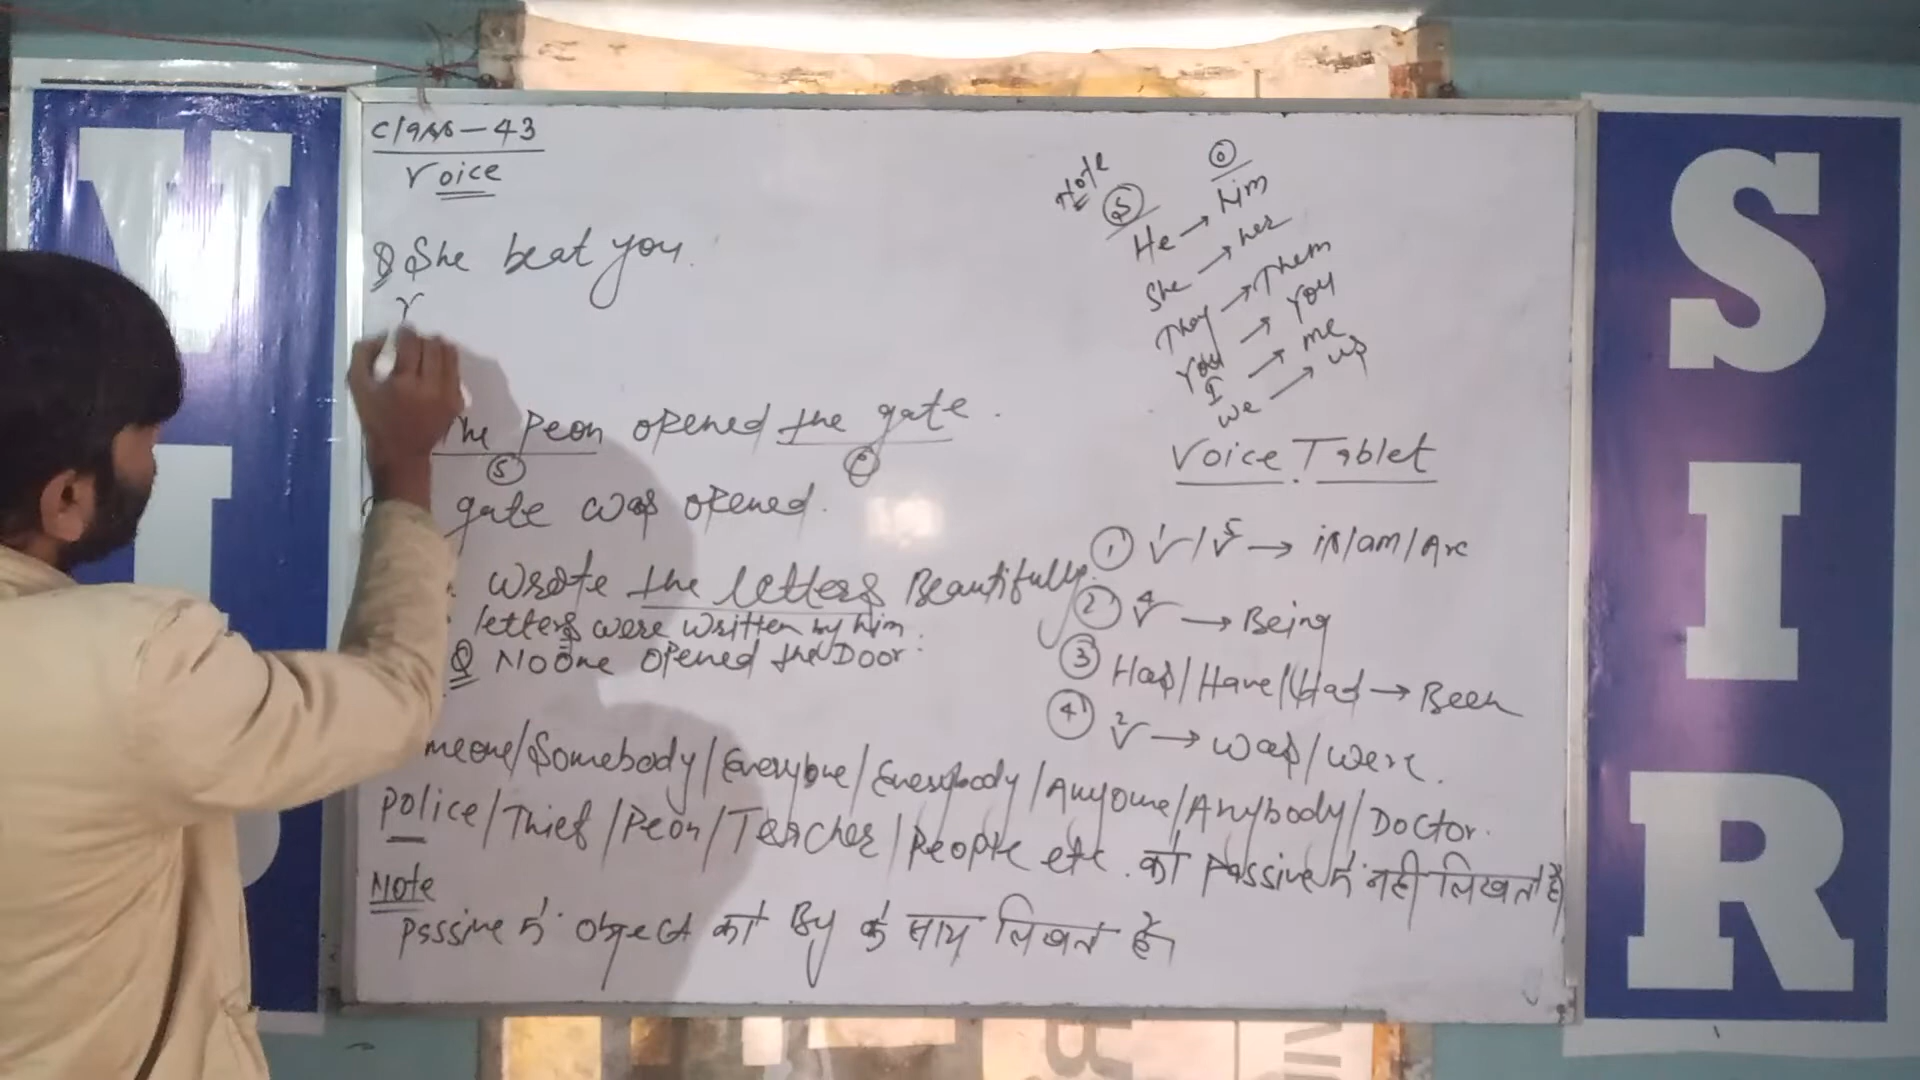 Class-43
Voice
Q She beat you.
Y
The Peon opened the gate.
S
O
gate was opened.
wrote the letters Beautifully.
letters were written by him.
Q No one opened the Door.
meone/Somebody/Everyone/Everybody/Anyone/Anybody/Doctor.
Police/Thief/Peon/Teacher/People etc. को Passive में नहीं लिखते है
Note
Passive में object को By के साथ लिखते है
Note
S O
He → him
She → her
They → Them
You → You
I → me
We → us
Voice Tablet
① V¹/V⁵ → is/am/Are
② V⁴ → Being
③ Has/Have/Had → Been
④ V² → was/were.
SIR